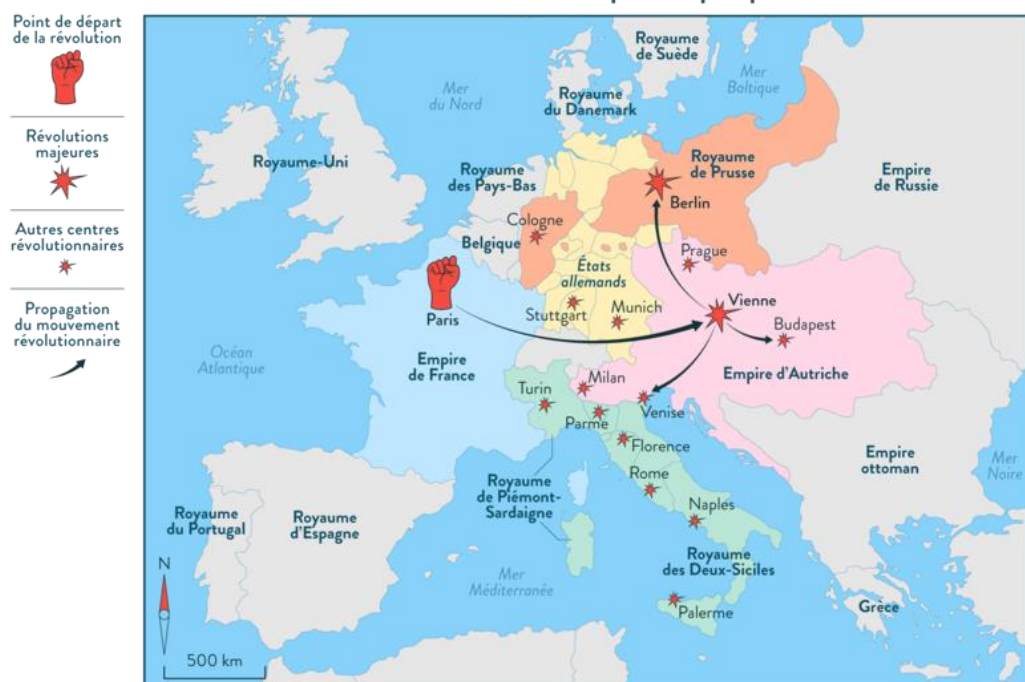 Point de départ
de la révolution
Révolutions
majeures
Autres centres
révolutionnaires
Propagation
du mouvement
révolutionnaire
Royaume
de Suède
Mer
du Nord
Mer
Baltique
Royaume
du Danemark
Royaume-Uni
Royaume
des Pays-Bas
Royaume
de Prusse
Empire
de Russie
Berlin
Cologne
Belgique
Prague
États
allemands
Paris
Stuttgart
Munich
Vienne
Budapest
Océan
Atlantique
Empire
de France
Empire d'Autriche
Turin
Milan
Venise
Parme
Florence
Empire
ottoman
Mer
Noire
Rome
Royaume
de Piémont-
Sardaigne
Naples
Royaume
du Portugal
Royaume
d'Espagne
Royaume
des Deux-Siciles
Mer
Méditerranée
Palerme
Grèce
N
500 km